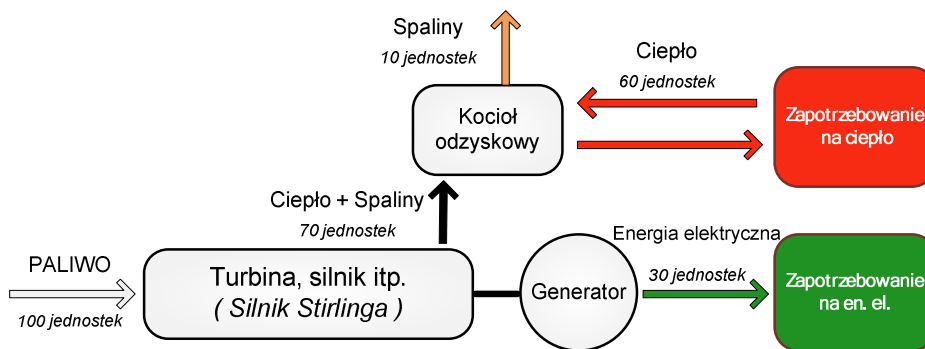 Spaliny
10 jednostek
Ciepło
60 jednostek
Kocioł
odzyskowy
Zapotrzebowanie
na ciepło
Ciepło + Spaliny
70 jednostek
PALIWO
100 jednostek
Turbina, silnik itp.
( Silnik Stirlinga )
Generator
Energia elektryczna
30 jednostek
Zapotrzebowanie
na en. el.